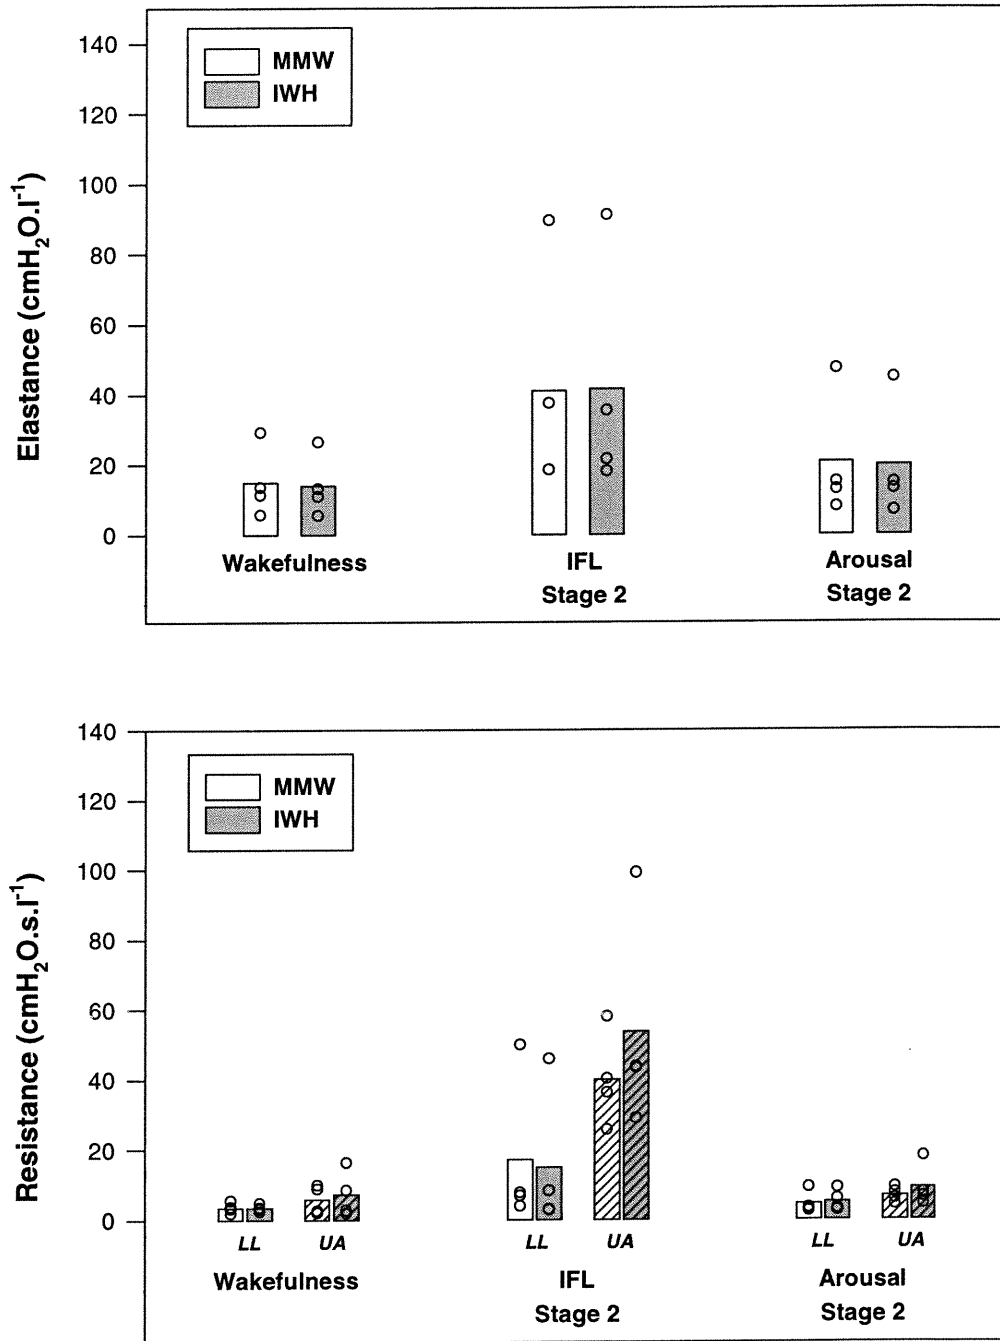 140
120
100
80
60
40
20
0
Elastance (cmH₂O.l⁻¹)
MMW
IWH
Wakefulness
IFL
Stage 2
Arousal
Stage 2
140
120
100
80
60
40
20
0
Resistance (cmH₂O.s.l⁻¹)
MMW
IWH
LL UA LL UA LL UA
Wakefulness
IFL
Stage 2
Arousal
Stage 2